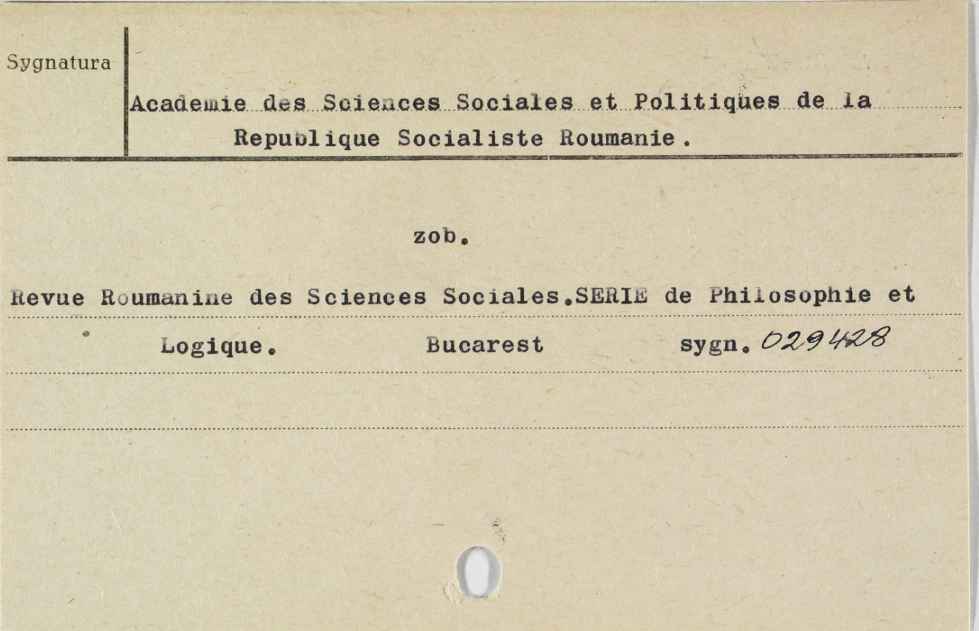 Sygnatura
Academie des Sciences Sociales et Politiques de la
Republique Socialiste Roumanie.
zob.
Revue Roumanine des Sciences Sociales.SERIE de Philosophie et
Logique. Bucarest sygn. 029428